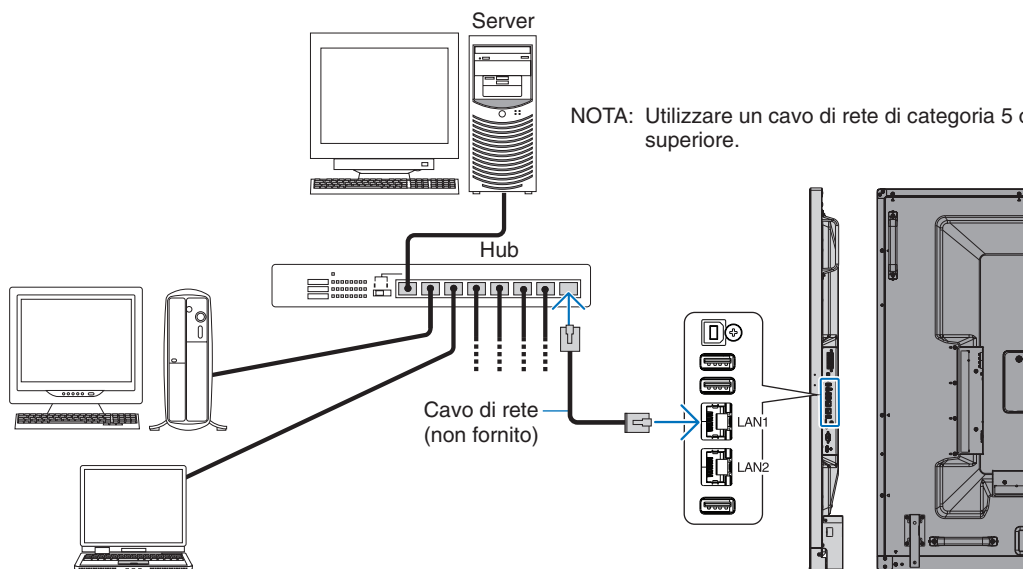 Server
NOTA: Utilizzare un cavo di rete di categoria 5 o
superiore.
Hub
Cavo di rete
(non fornito)
LAN1
LAN2